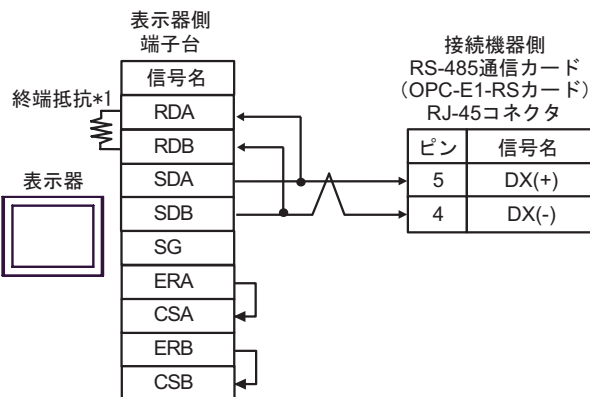 表示器側
端子台
信号名
RDA
RDB
SDA
SDB
SG
ERA
CSA
ERB
CSB
終端抵抗*1
表示器
接続機器側
RS-485通信カード
(OPC-E1-RSカード)
RJ-45コネクタ
ピン 信号名
5 DX(+)
4 DX(-)